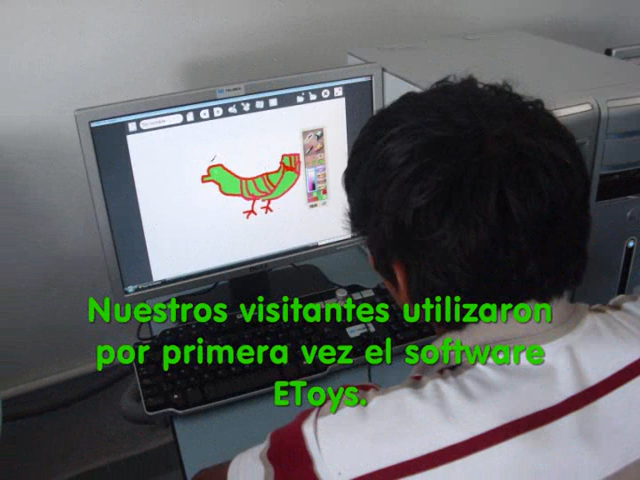 Nuestros visitantes utilizaron
por primera vez el software
EToys.